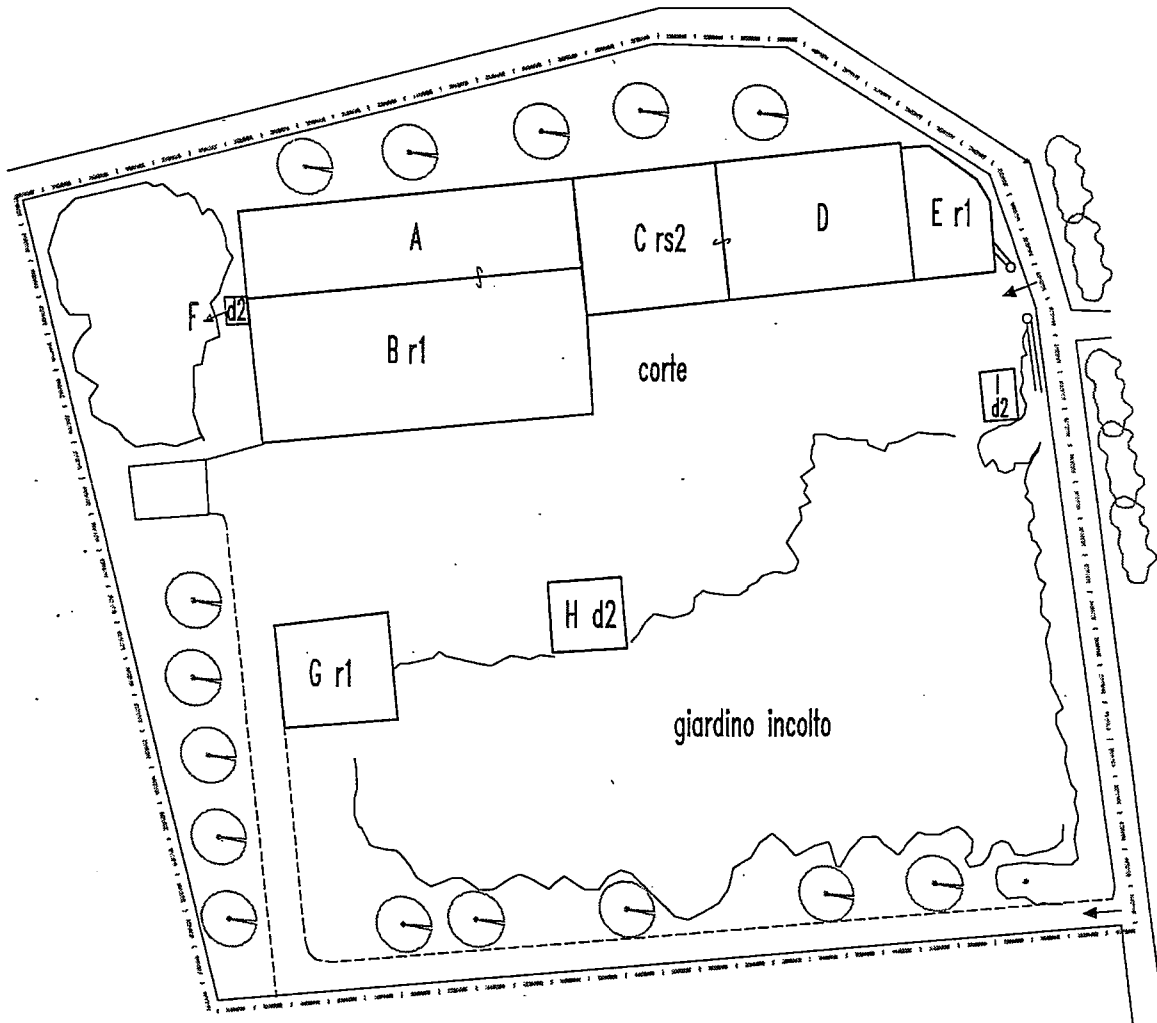 A
C rs2
D
E r1
F
d2
B r1
corte
I
d2
H d2
G r1
giardino incolto